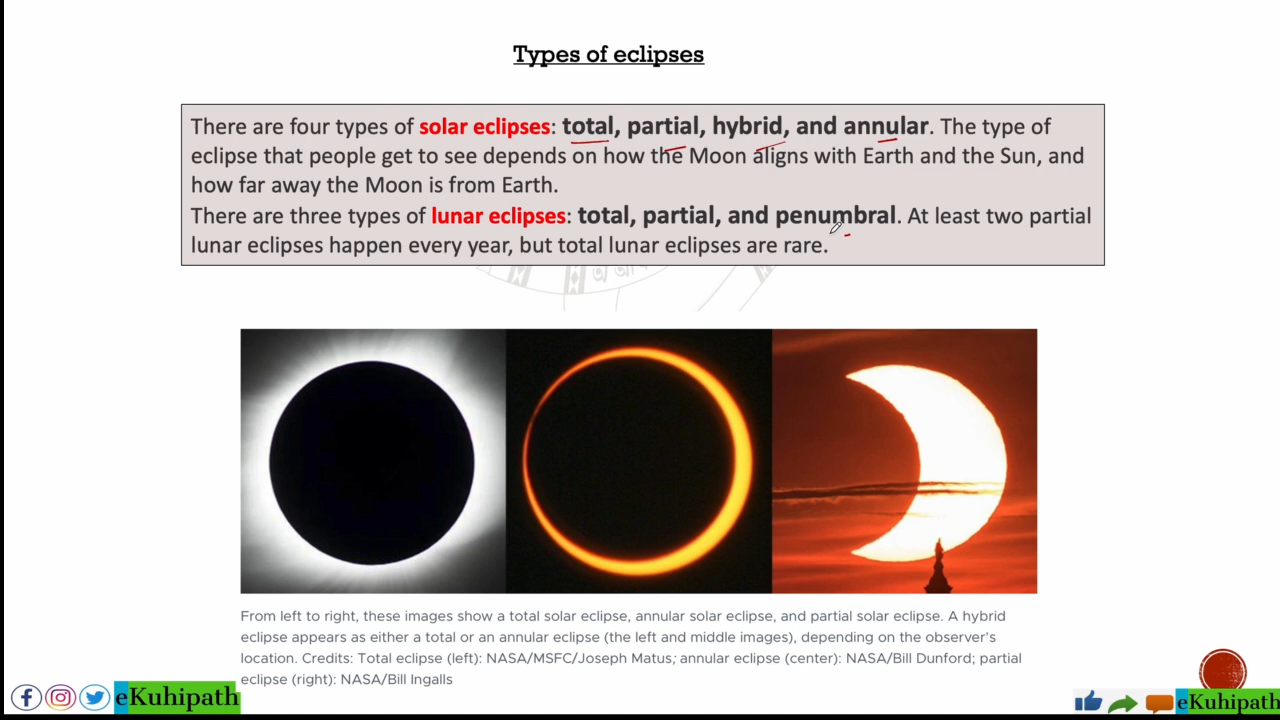 Types of eclipses
There are four types of solar eclipses: total, partial, hybrid, and annular. The type of
eclipse that people get to see depends on how the Moon aligns with Earth and the Sun, and
how far away the Moon is from Earth.
There are three types of lunar eclipses: total, partial, and penumbral. At least two partial
lunar eclipses happen every year, but total lunar eclipses are rare.
From left to right, these images show a total solar eclipse, annular solar eclipse, and partial solar eclipse. A hybrid
eclipse appears as either a total or an annular eclipse (the left and middle images), depending on the observer's
location. Credits: Total eclipse (left): NASA/MSFC/Joseph Matus; annular eclipse (center): NASA/Bill Dunford; partial
eclipse (right): NASA/Bill Ingalls
eKuhipath
eKuhipath